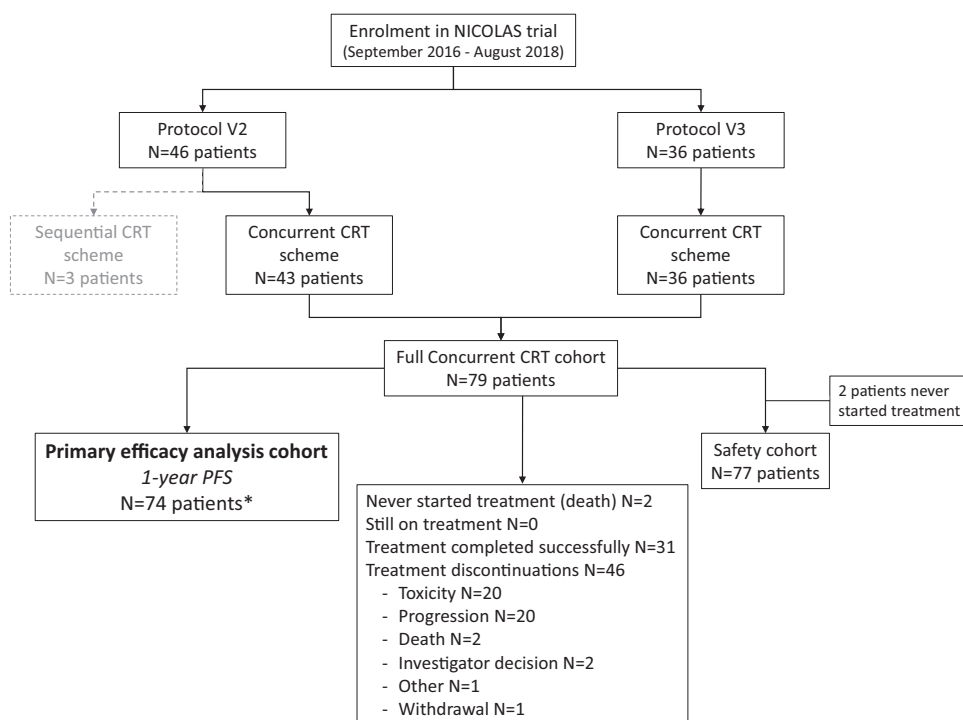 Enrolment in NICOLAS trial
(September 2016 - August 2018)
Protocol V2
N=46 patients
Protocol V3
N=36 patients
Sequential CRT
scheme
N=3 patients
Concurrent CRT
scheme
N=43 patients
Concurrent CRT
scheme
N=36 patients
Full Concurrent CRT cohort
N=79 patients
2 patients never
started treatment
Primary efficacy analysis cohort
1-year PFS
N=74 patients*
Safety cohort
N=77 patients
Never started treatment (death) N=2
Still on treatment N=0
Treatment completed successfully N=31
Treatment discontinuations N=46
- Toxicity N=20
- Progression N=20
- Death N=2
- Investigator decision N=2
- Other N=1
- Withdrawal N=1